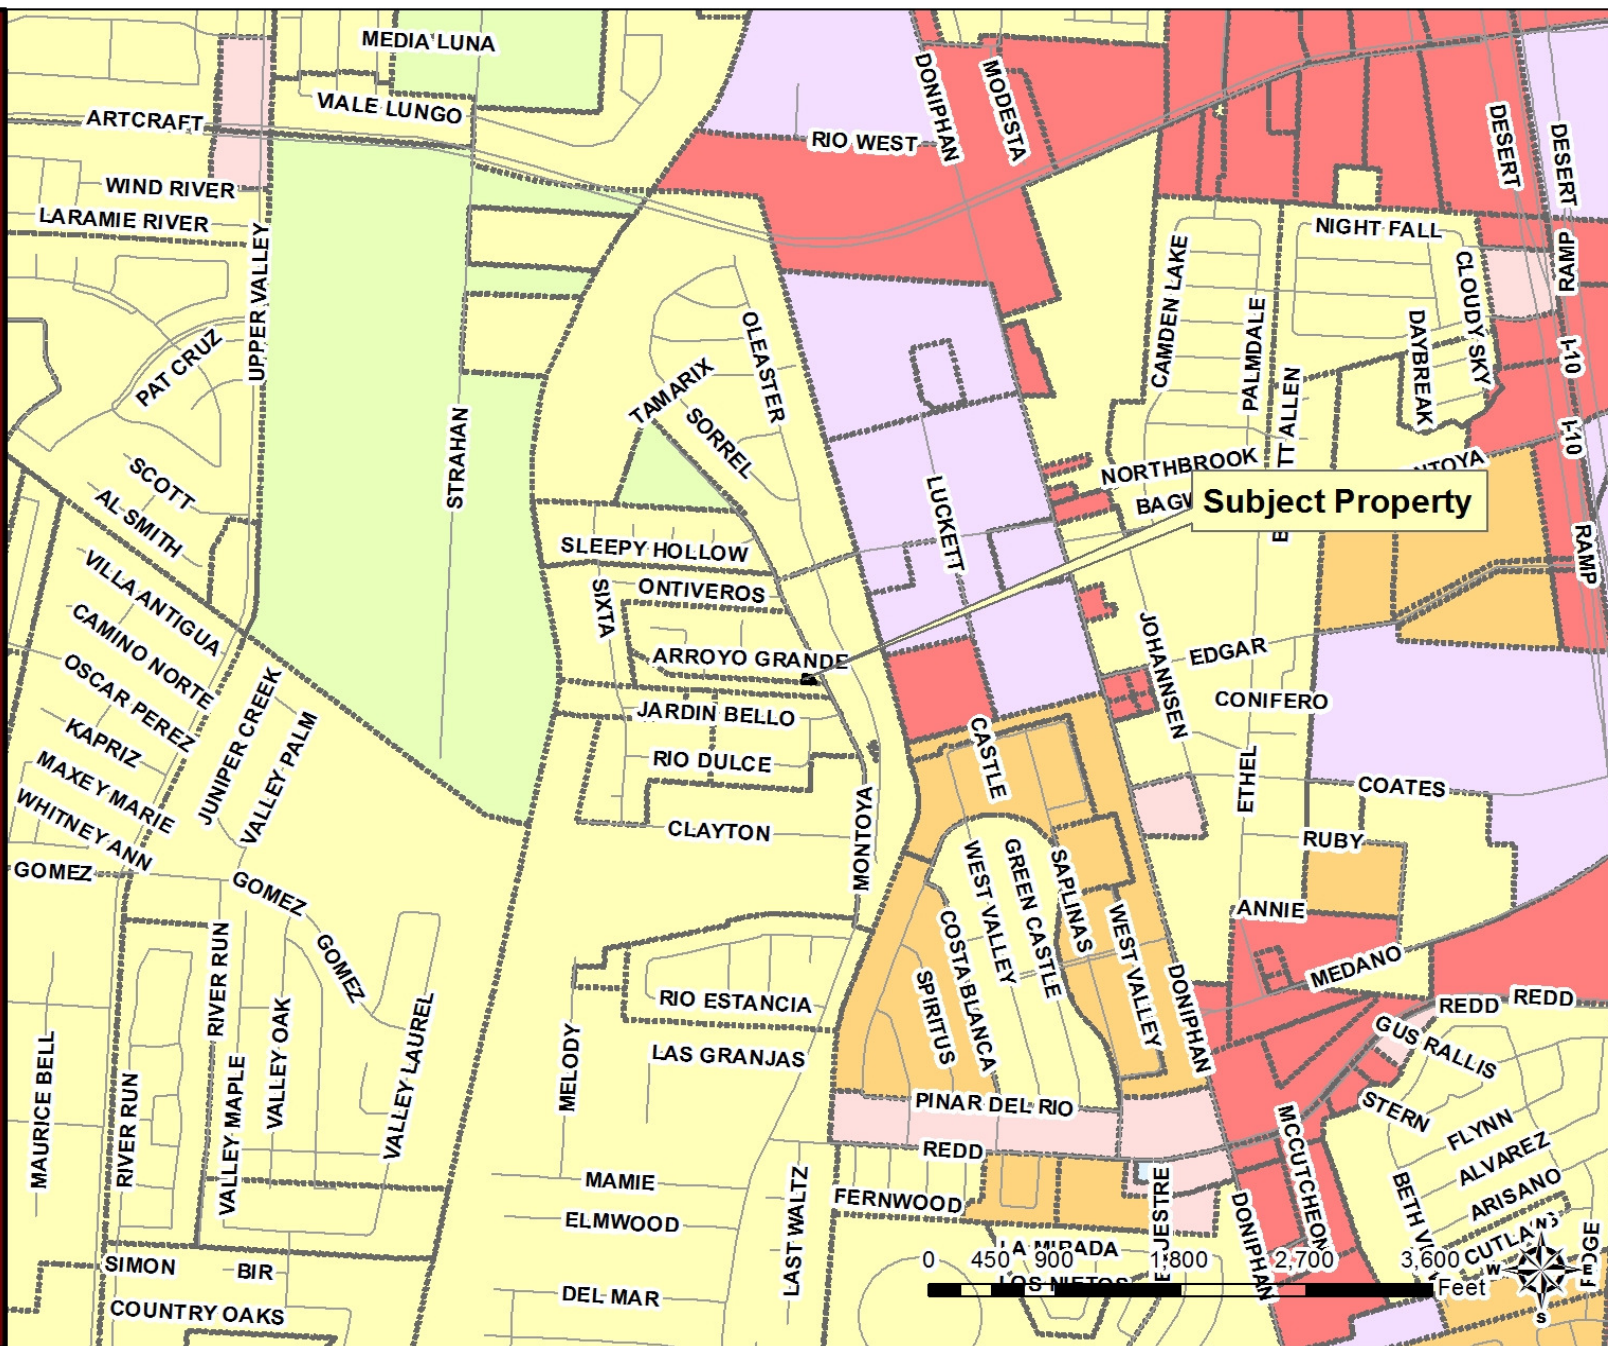 MEDIA LUNA
VIALE LUNGO
ARTCRAFT
WIND RIVER
LARAMIE RIVER
UPPER VALLEY
PAT CRUZ
SCOTT
AL SMITH
STRAHAN
VILLA ANTIGUA
CAMINO NORTE
OSCAR PEREZ
KAPRIZ
MAXEY MARIE
WHITNEY ANN
JUNIPER CREEK
VALLEY PALM
GOMEZ
GOMEZ
GOMEZ
RIVER RUN
RIVER RUN
VALLEY OAK
VALLEY MAPLE
VALLEY LAUREL
MAURICE BELL
SIMON
BIR
COUNTRY OAKS
DONIPHAN
MODESTA
RIO WEST
DESERT
DESERT
NIGHT FALL
RAMP
CAMDEN LAKE
PALMDALE
CLOUDY SKY
DAYBREAK
I-10
I-10
RAMP
OLEASTER
TAMARIX
SORREL
LUCKETT
NORTHBROOK
Subject Property
SLEEPY HOLLOW
ONTIVEROS
SIXTA
ARROYO GRANDE
JARDIN BELLO
RIO DULCE
CLAYTON
MONTOYA
JOHANNSEN
EDGAR
CONIFERO
ETHEL
COATES
RUBY
ANNIE
MEDANO
CASTLE
WEST VALLEY
GREEN CASTLE
SAPLINAS
WEST VALLEY
COSTA BLANCA
SPIRITUS
DONIPHAN
REDD
REDD
GUS RALLIS
STERN
FLYNN
ALVAREZ
ARISANO
MCCUTCHEON
RIO ESTANCIA
LAS GRANJAS
MELODY
PINAR DEL RIO
REDD
FERNWOOD
MAMIE
ELMWOOD
DEL MAR
LAST WALTZ
LA MIRADA
LOS NIETOS
DONIPHAN
0 450 900 1,800 2,700 3,600
Feet
N
W
E
S